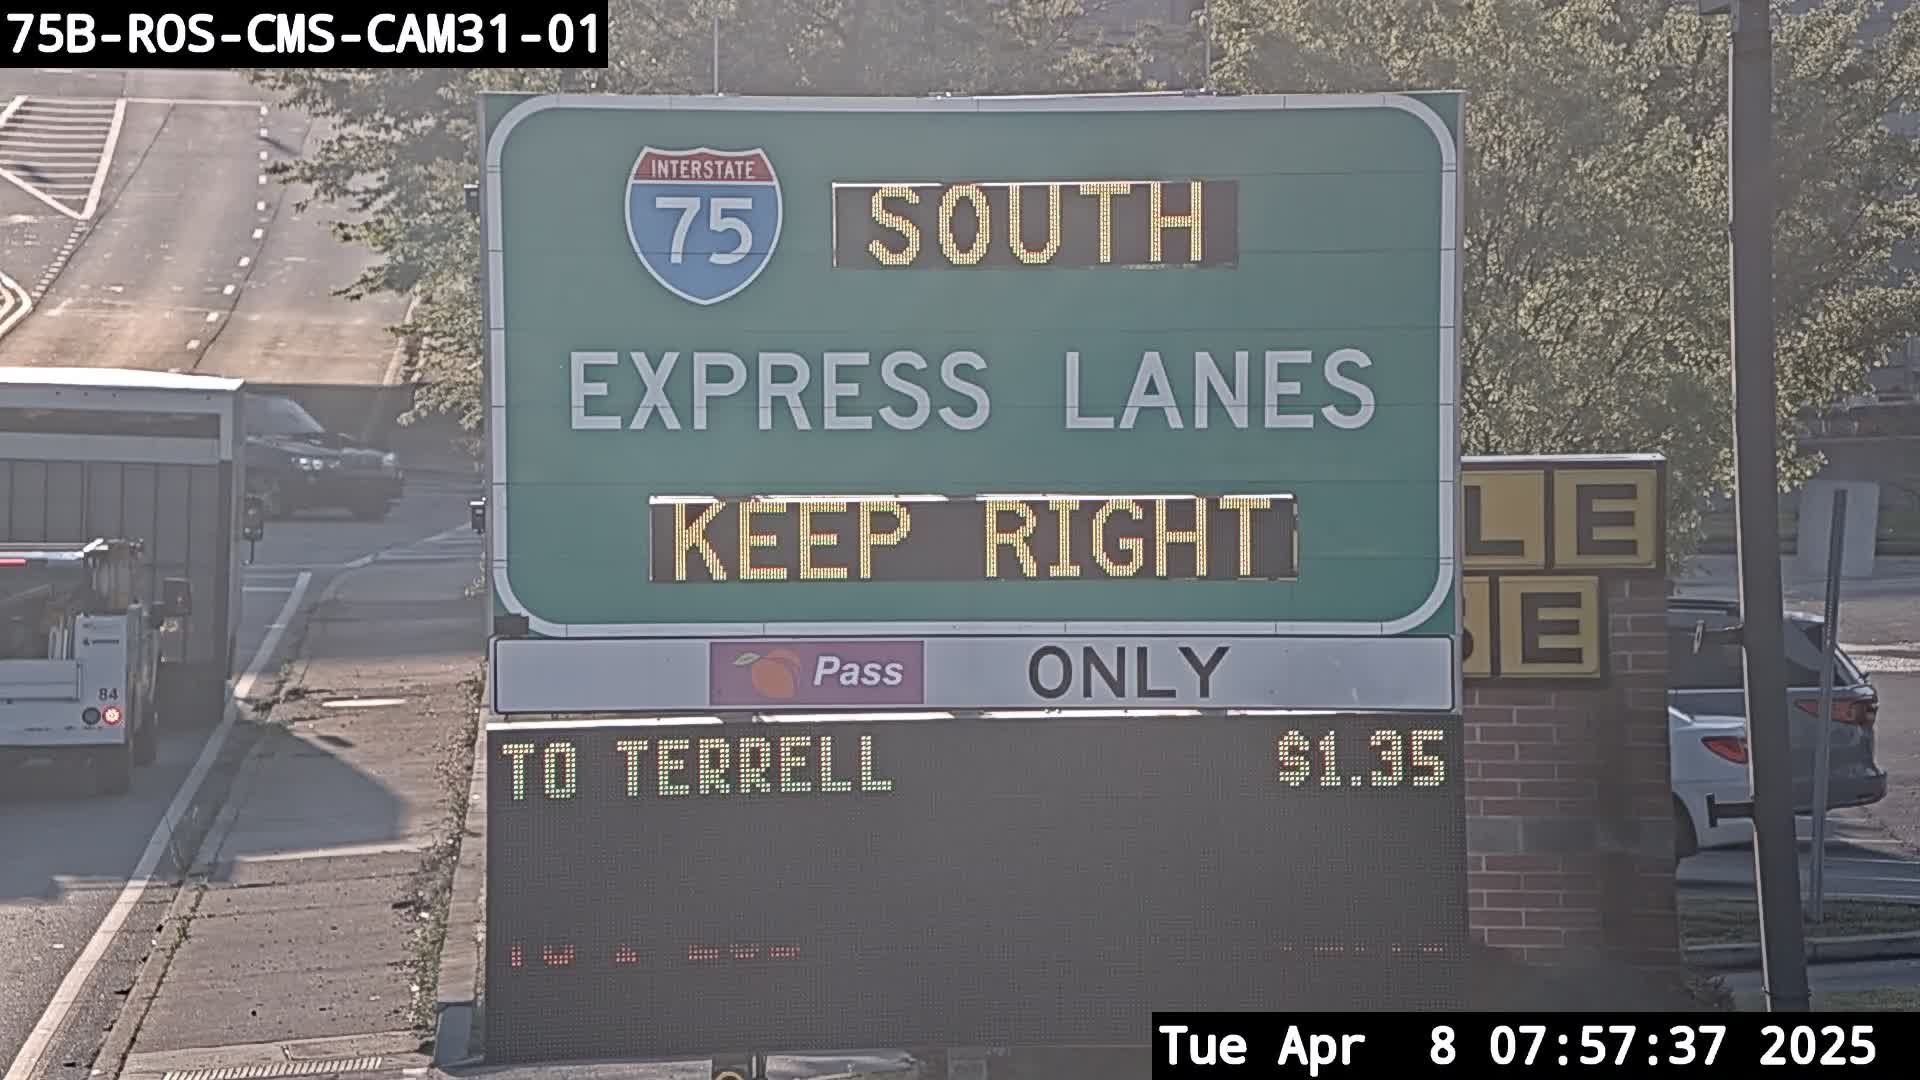 75B-ROS-CMS-CAM31-01
INTERSTATE
75
SOUTH
EXPRESS LANES
KEEP RIGHT
Pass ONLY
TO TERRELL $1.35
LE
E
84
Tue Apr 8 07:57:37 2025